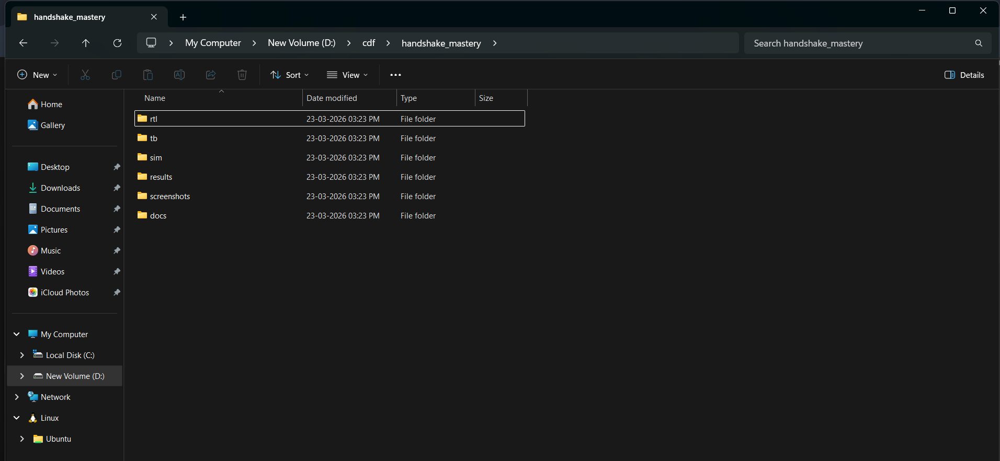 handshake_mastery
My Computer New Volume (D:) cdf handshake_mastery
Search handshake_mastery
New Sort View Details
Name Date modified Type Size
rtl 23-03-2026 03:23 PM File folder
tb 23-03-2026 03:23 PM File folder
sim 23-03-2026 03:23 PM File folder
results 23-03-2026 03:23 PM File folder
screenshots 23-03-2026 03:23 PM File folder
docs 23-03-2026 03:23 PM File folder
Home
Gallery
Desktop
Downloads
Documents
Pictures
Music
Videos
iCloud Photos
My Computer
Local Disk (C:)
New Volume (D:)
Network
Linux
Ubuntu